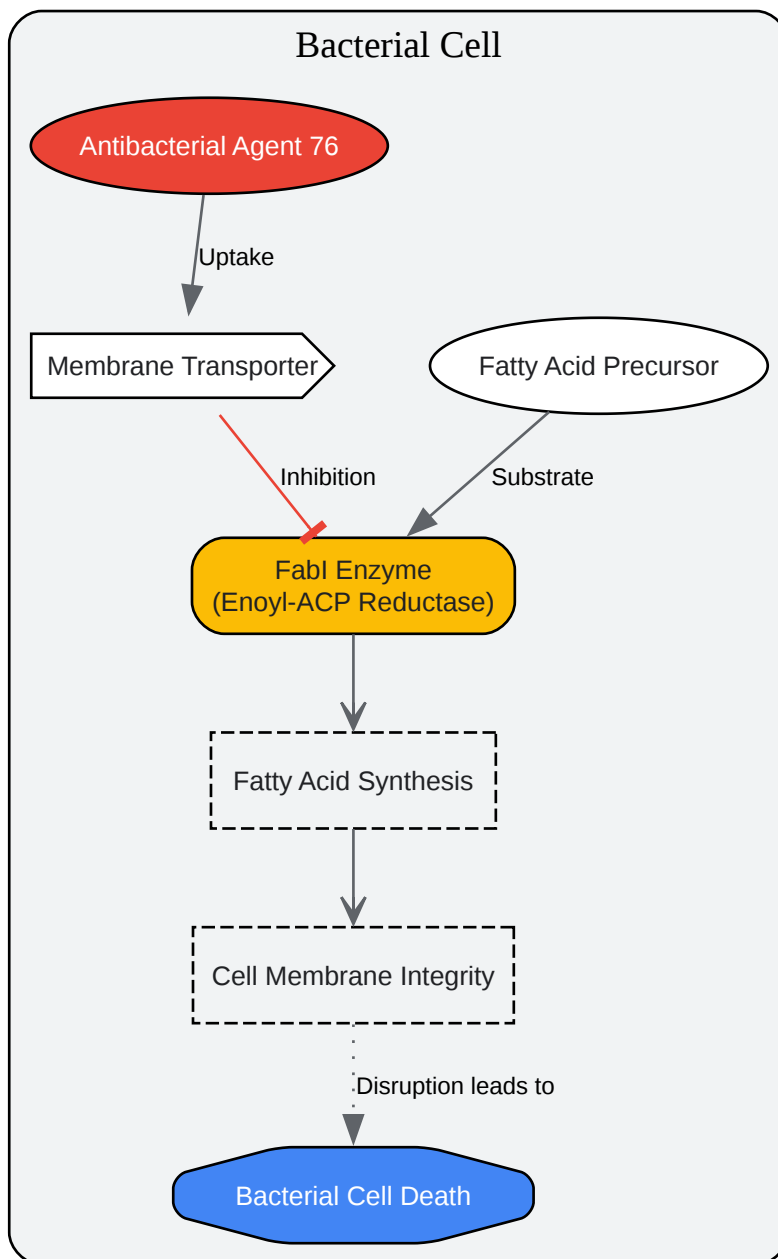 Bacterial Cell
Antibacterial Agent 76
Uptake
Membrane Transporter
Fatty Acid Precursor
Inhibition
Substrate
FabI Enzyme
(Enoyl-ACP Reductase)
Fatty Acid Synthesis
Cell Membrane Integrity
Disruption leads to
Bacterial Cell Death